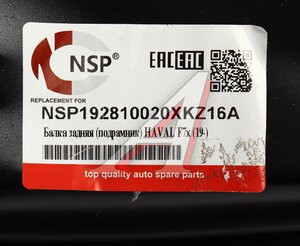 NSP®
EAC EAC
REPLACEMENT FOR
NSP192810020XKZ16A
Балка задняя (подрамник) HAVAL F7x (19-)
top quality auto spare parts